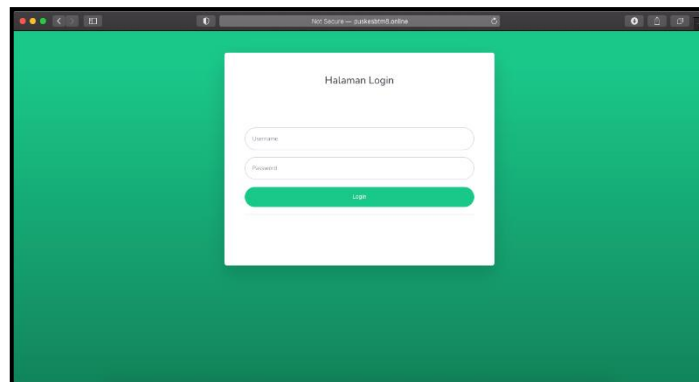 Not Secure — puskesbtm8.online
Halaman Login
Username
Password
Login